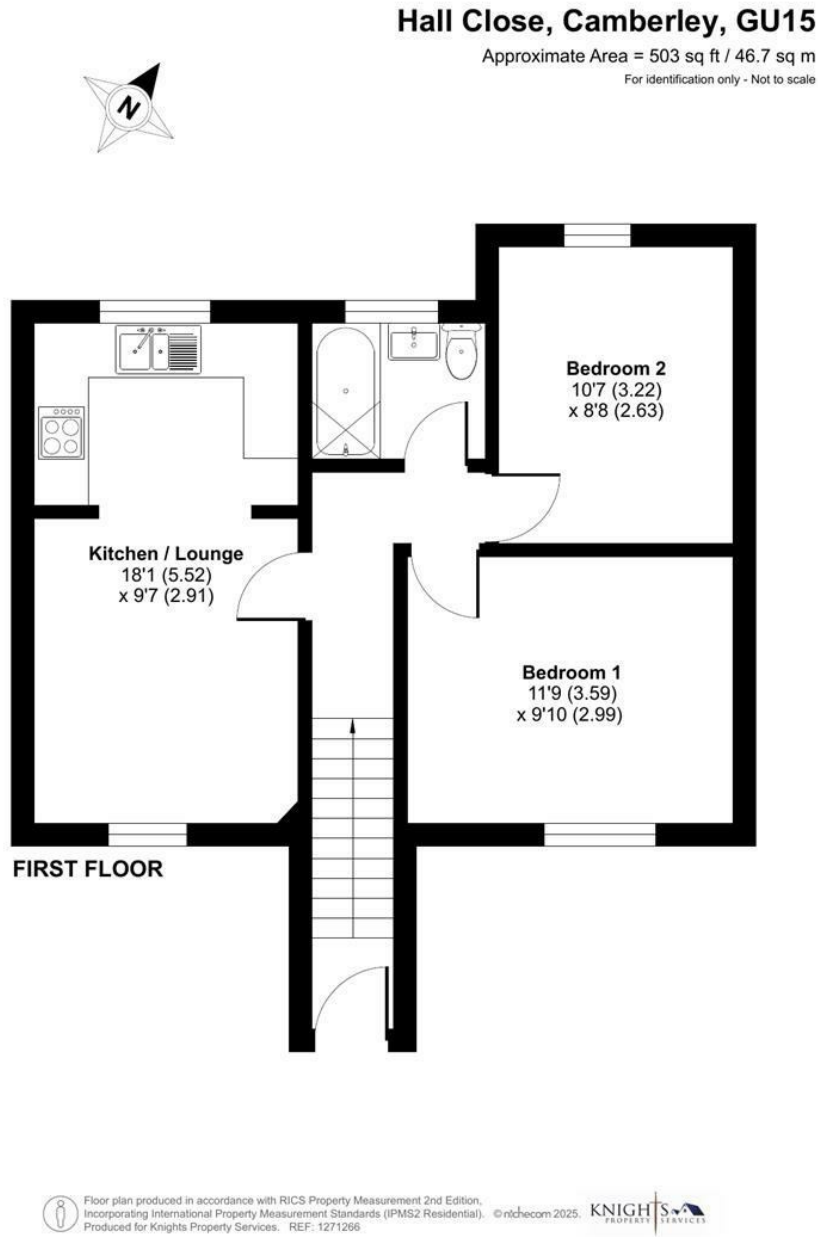 Hall Close, Camberley, GU15
Approximate Area = 503 sq ft / 46.7 sq m
For identification only - Not to scale
N
Bedroom 2
10'7 (3.22)
x 8'8 (2.63)
Kitchen / Lounge
18'1 (5.52)
x 9'7 (2.91)
Bedroom 1
11'9 (3.59)
x 9'10 (2.99)
FIRST FLOOR
Floor plan produced in accordance with RICS Property Measurement 2nd Edition,
Incorporating International Property Measurement Standards (IPMS2 Residential). © nichecom 2025.
Produced for Knights Property Services. REF: 1271266
KNIGHTS
PROPERTY SERVICES